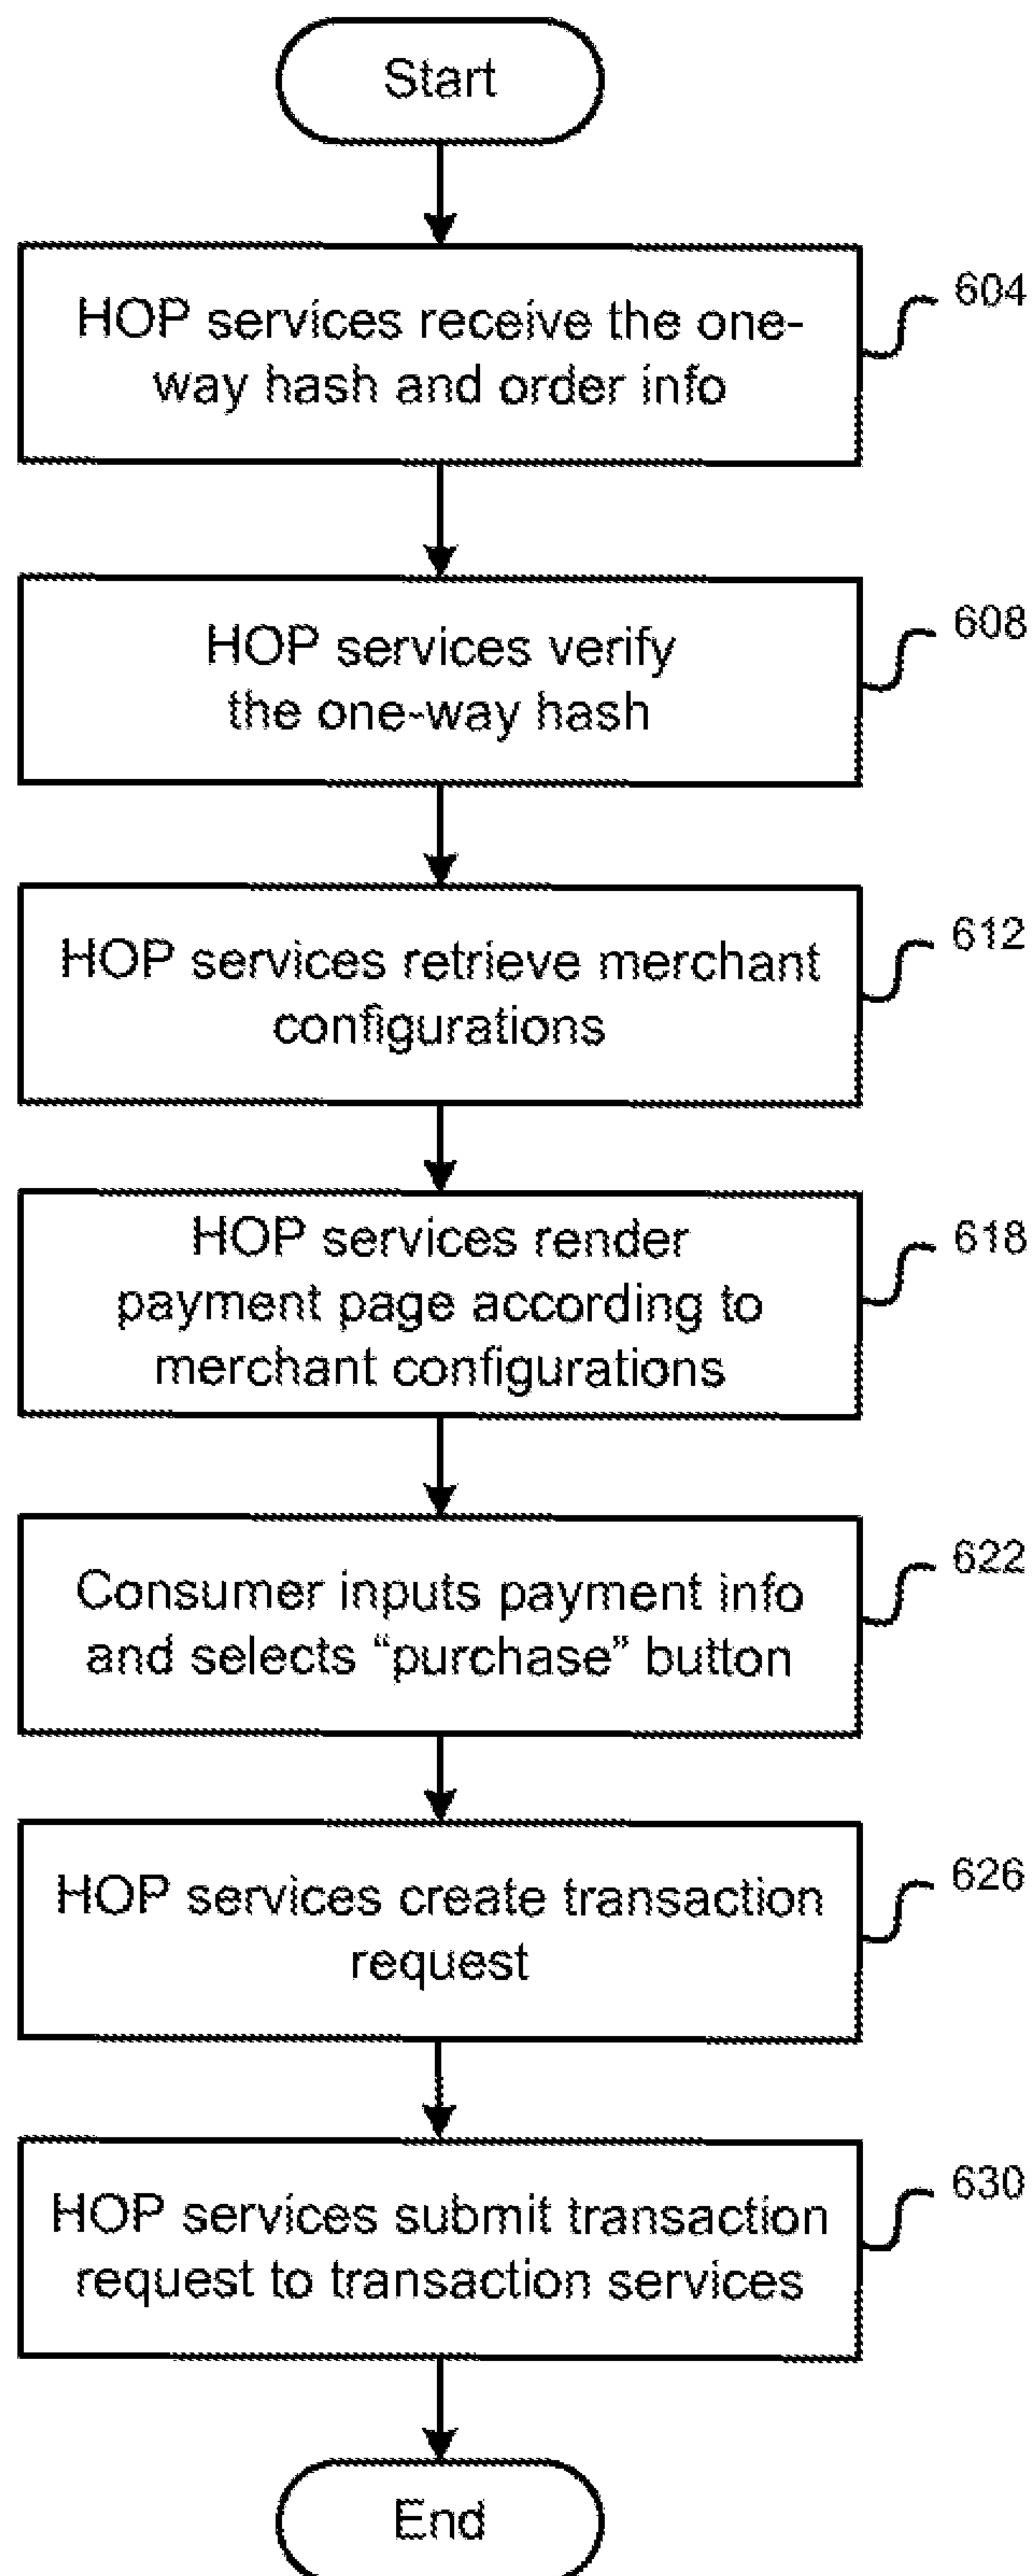 Start
HOP services receive the one-
way hash and order info
604
HOP services verify
the one-way hash
608
HOP services retrieve merchant
configurations
612
HOP services render
payment page according to
merchant configurations
618
Consumer inputs payment info
and selects “purchase” button
622
HOP services create transaction
request
626
HOP services submit transaction
request to transaction services
630
End